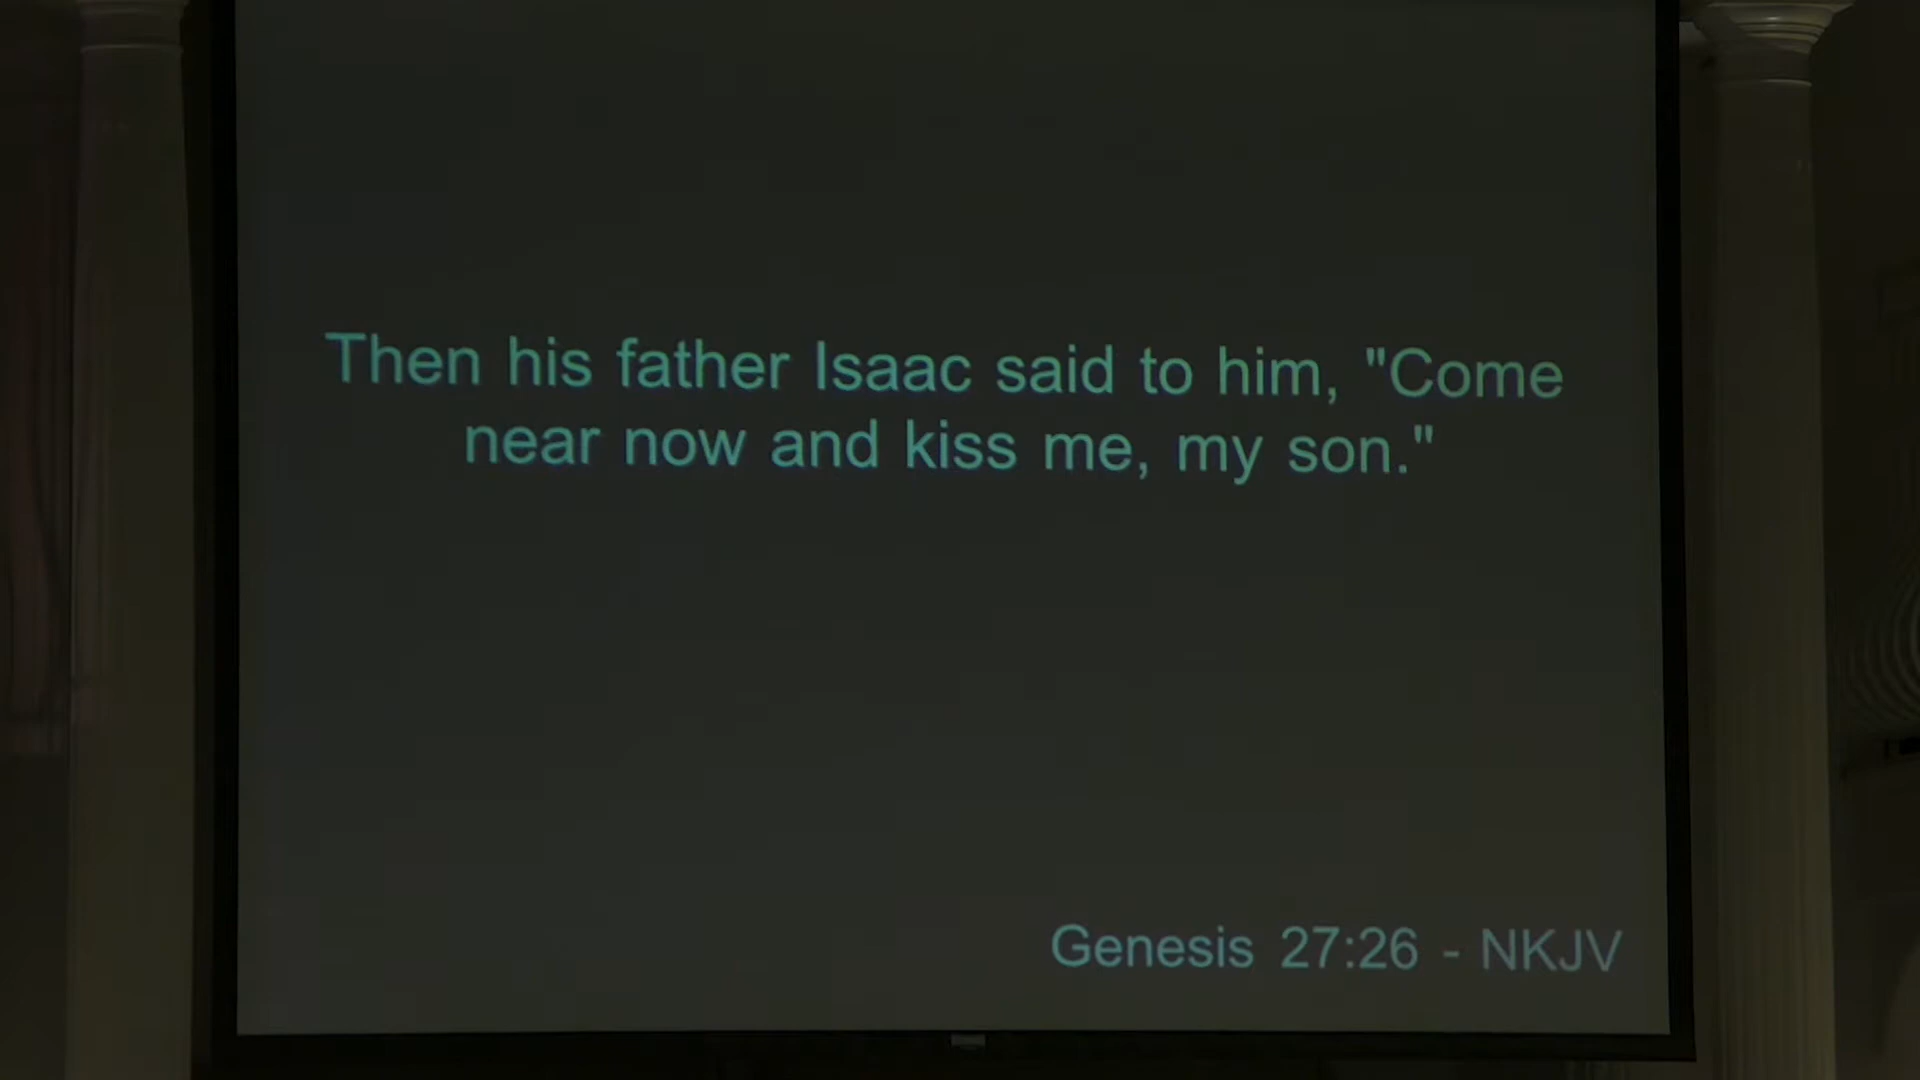 Then his father Isaac said to him, "Come
near now and kiss me, my son."
Genesis 27:26 - NKJV